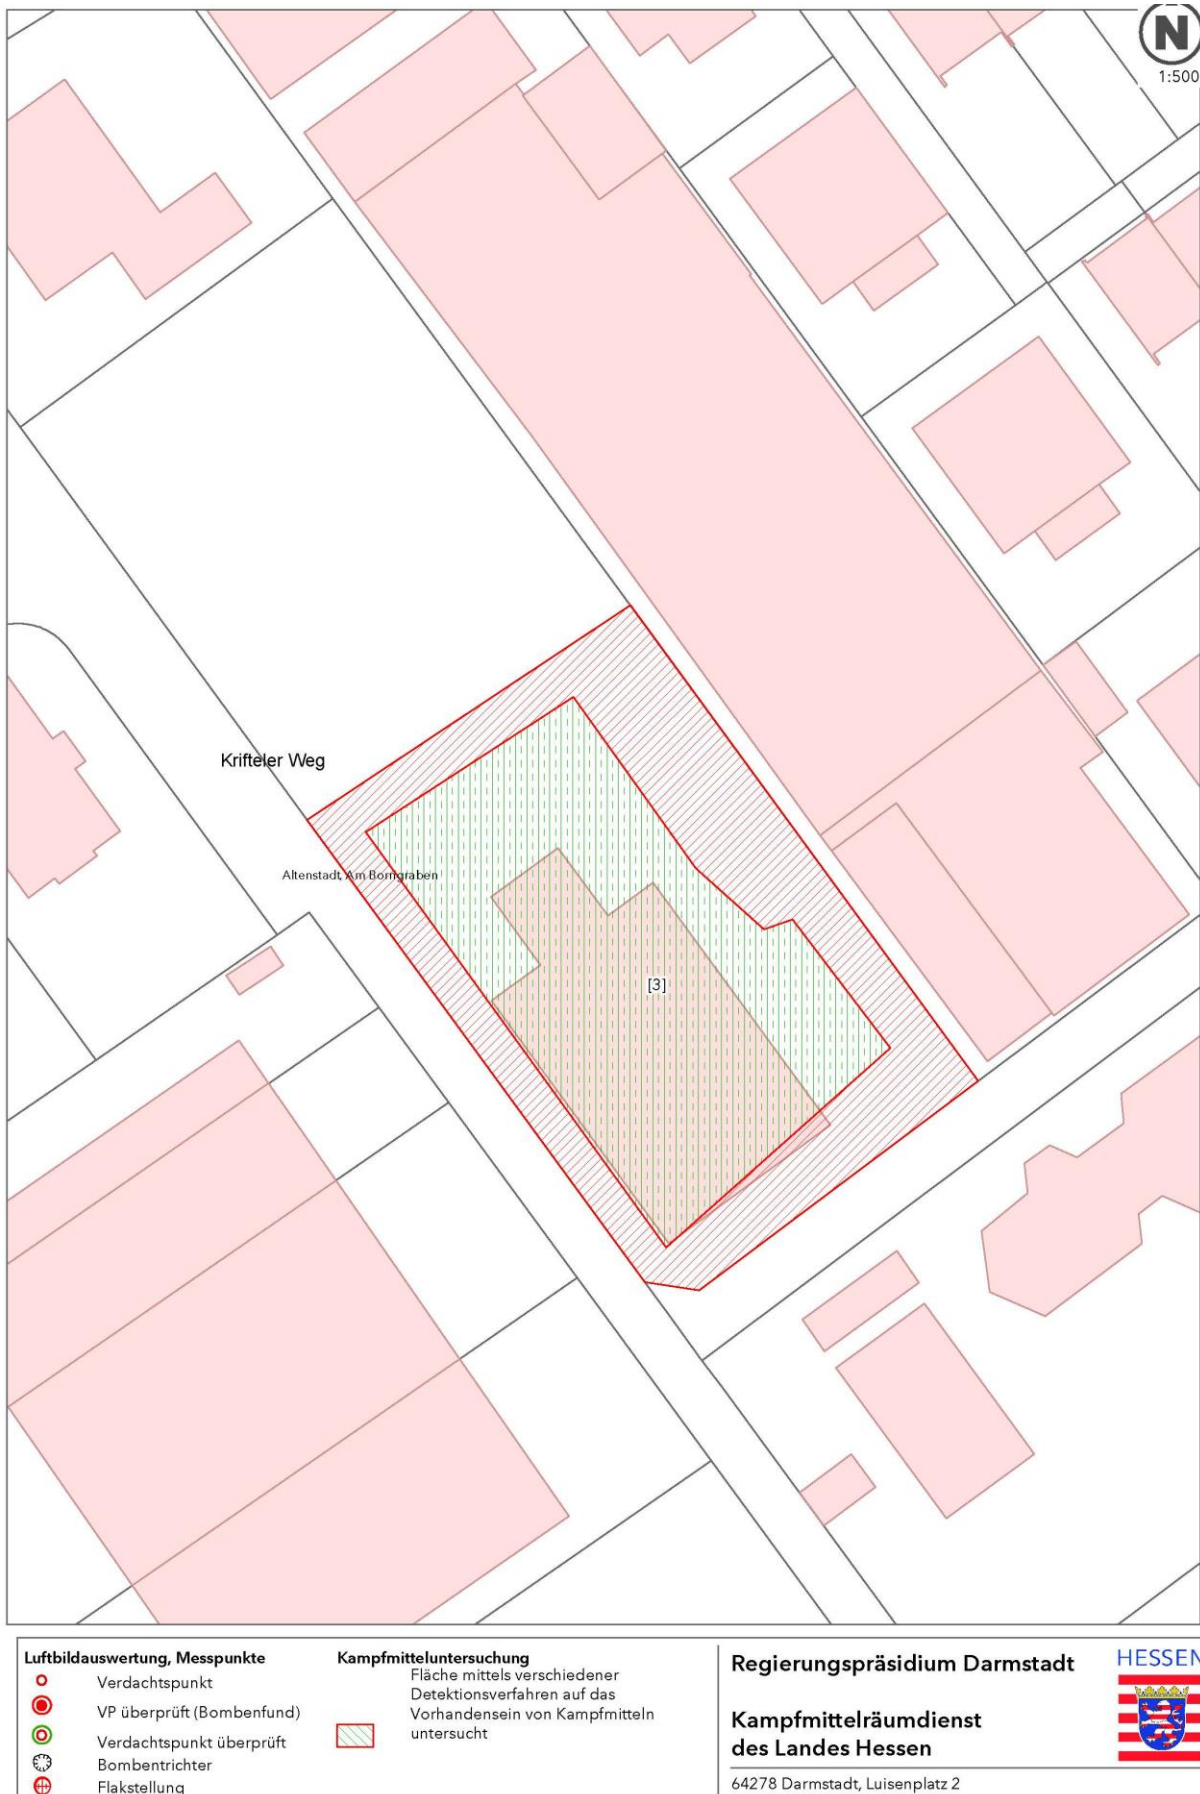 N
1:500
Krifteler Weg
Altenstadt, Am Borngraben
[3]
Luftbildauswertung, Messpunkte
Verdachtspunkt
VP überprüft (Bombenfund)
Verdachtspunkt überprüft
Bombentrichter
Flakstellung
Kampfmitteluntersuchung
Fläche mittels verschiedener
Detektionsverfahren auf das
Vorhandensein von Kampfmitteln
untersucht
Regierungspräsidium Darmstadt
HESSEN
Kampfmittelräumdienst
des Landes Hessen
64278 Darmstadt, Luisenplatz 2